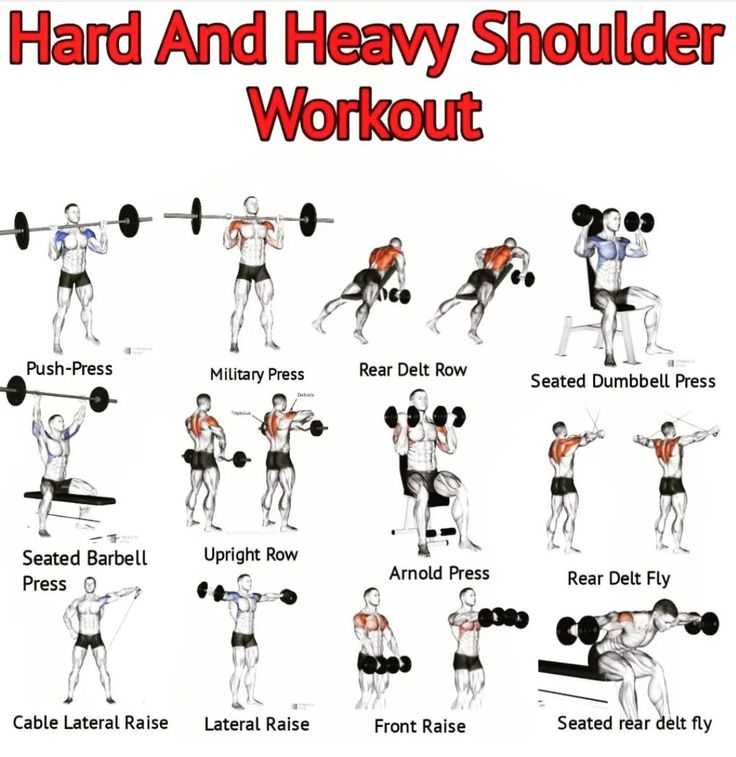 Hard And Heavy Shoulder
Workout
Push-Press
Military Press
Rear Delt Row
Seated Dumbbell Press
Trapezius
Deltoids
Seated Barbell
Press
Upright Row
Arnold Press
Rear Delt Fly
Cable Lateral Raise
Lateral Raise
Front Raise
Seated rear delt fly